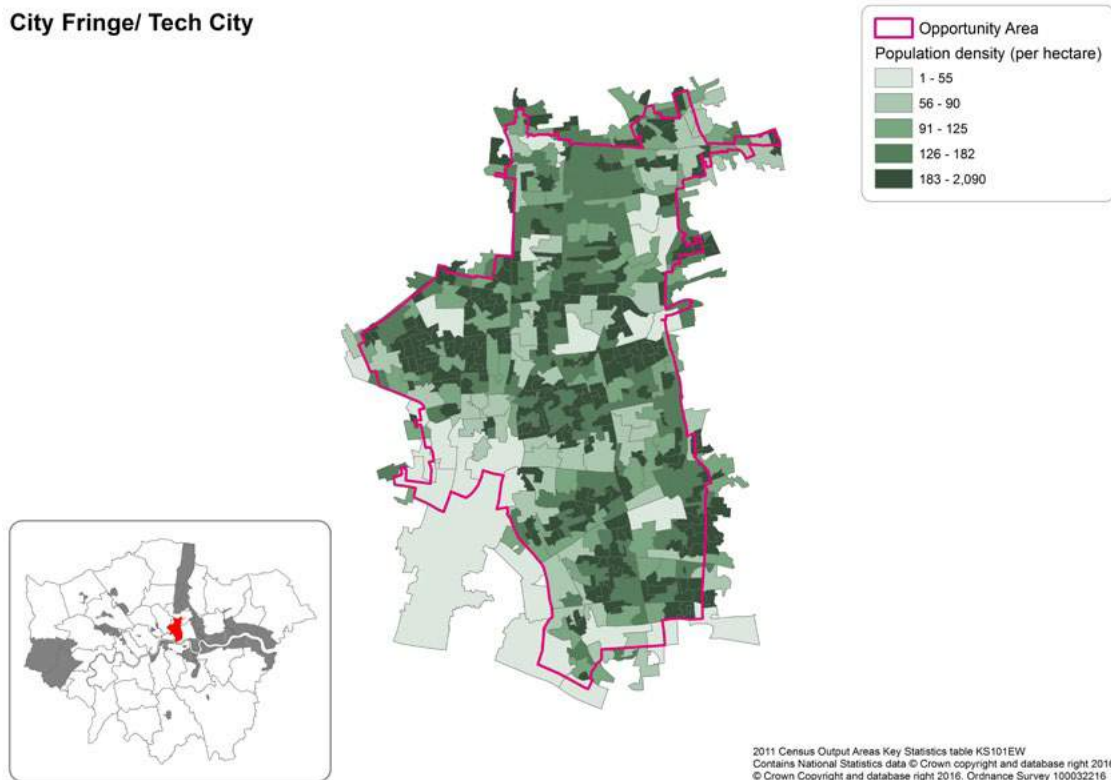 City Fringe/ Tech City
Opportunity Area
Population density (per hectare)
1 - 55
56 - 90
91 - 125
126 - 182
183 - 2,090
2011 Census Output Areas Key Statistics table KS101EW
Contains National Statistics data © Crown copyright and database right 2016
© Crown Copyright and database right 2016. Ordnance Survey 100032216